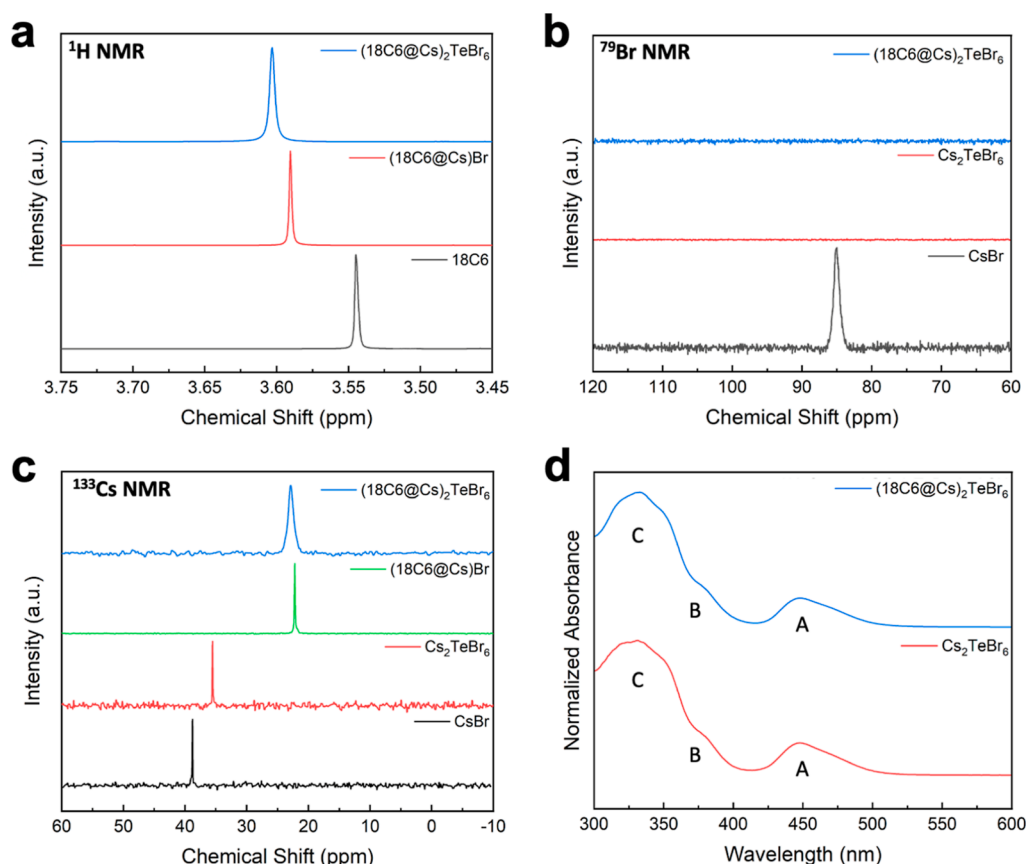 a
¹H NMR
(18C6@Cs)₂TeBr₆
(18C6@Cs)Br
18C6
Intensity (a.u.)
3.75 3.70 3.65 3.60 3.55 3.50 3.45
Chemical Shift (ppm)
b
⁷⁹Br NMR
(18C6@Cs)₂TeBr₆
Cs₂TeBr₆
CsBr
Intensity (a.u.)
120 110 100 90 80 70 60
Chemical Shift (ppm)
c
¹³³Cs NMR
(18C6@Cs)₂TeBr₆
(18C6@Cs)Br
Cs₂TeBr₆
CsBr
Intensity (a.u.)
60 50 40 30 20 10 0 -10
Chemical Shift (ppm)
d
(18C6@Cs)₂TeBr₆
C
B
A
Cs₂TeBr₆
C
B
A
Normalized Absorbance
300 350 400 450 500 550 600
Wavelength (nm)